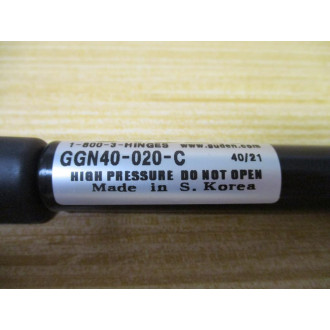 1-800-3-HINGES www.guden.com
GGN40-020-C 40/21
HIGH PRESSURE DO NOT OPEN
Made in S. Korea